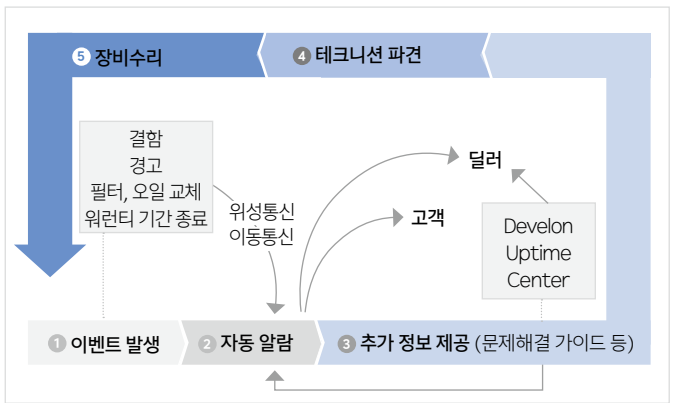 ⑤ 장비수리
④ 테크니션 파견
결함
경고
필터, 오일 교체
워런티 기간 종료
위성통신
이동통신
딜러
고객
Develon
Uptime
Center
① 이벤트 발생
② 자동 알람
③ 추가 정보 제공 (문제해결 가이드 등)